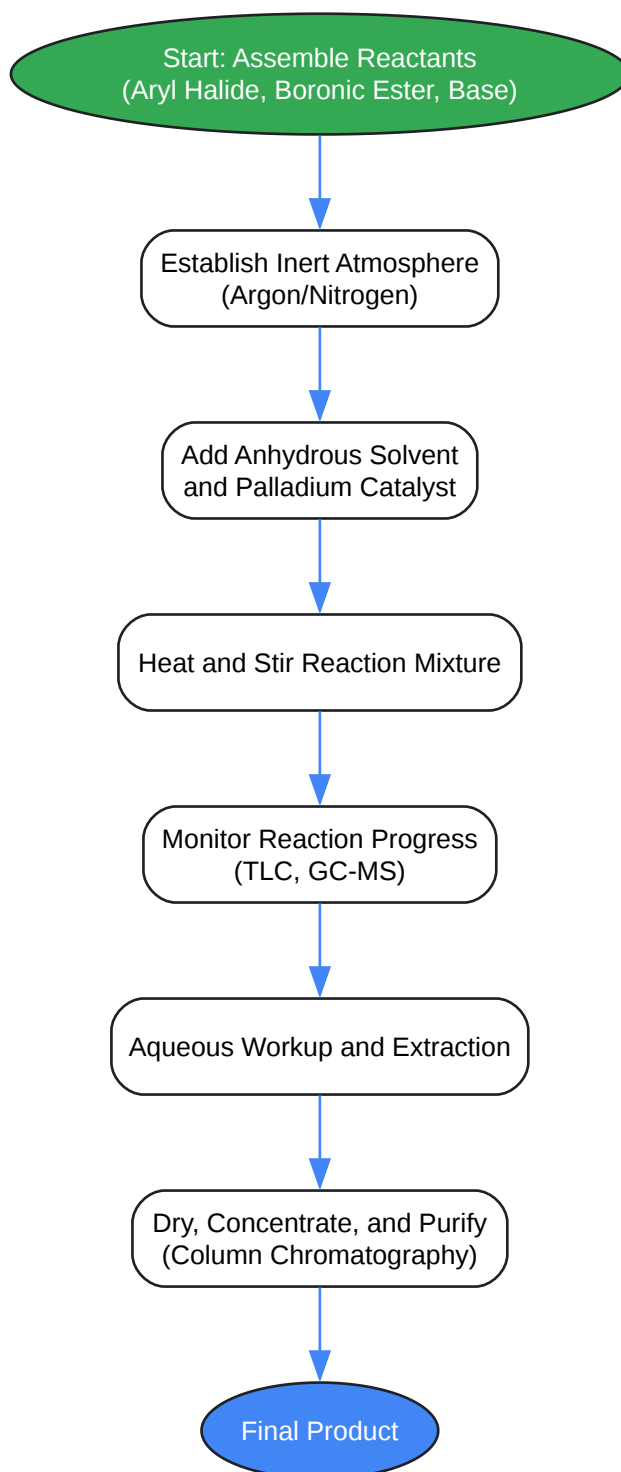 Start: Assemble Reactants
(Aryl Halide, Boronic Ester, Base)
Establish Inert Atmosphere
(Argon/Nitrogen)
Add Anhydrous Solvent
and Palladium Catalyst
Heat and Stir Reaction Mixture
Monitor Reaction Progress
(TLC, GC-MS)
Aqueous Workup and Extraction
Dry, Concentrate, and Purify
(Column Chromatography)
Final Product